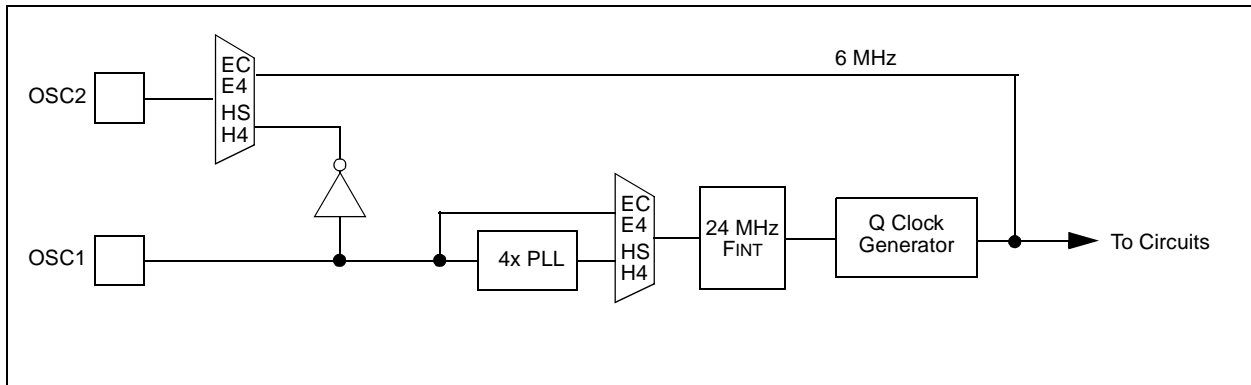 6 MHz
EC
E4
HS
H4
OSC2
EC
E4
HS
H4
24 MHz
FINT
Q Clock
Generator
To Circuits
OSC1
4x PLL